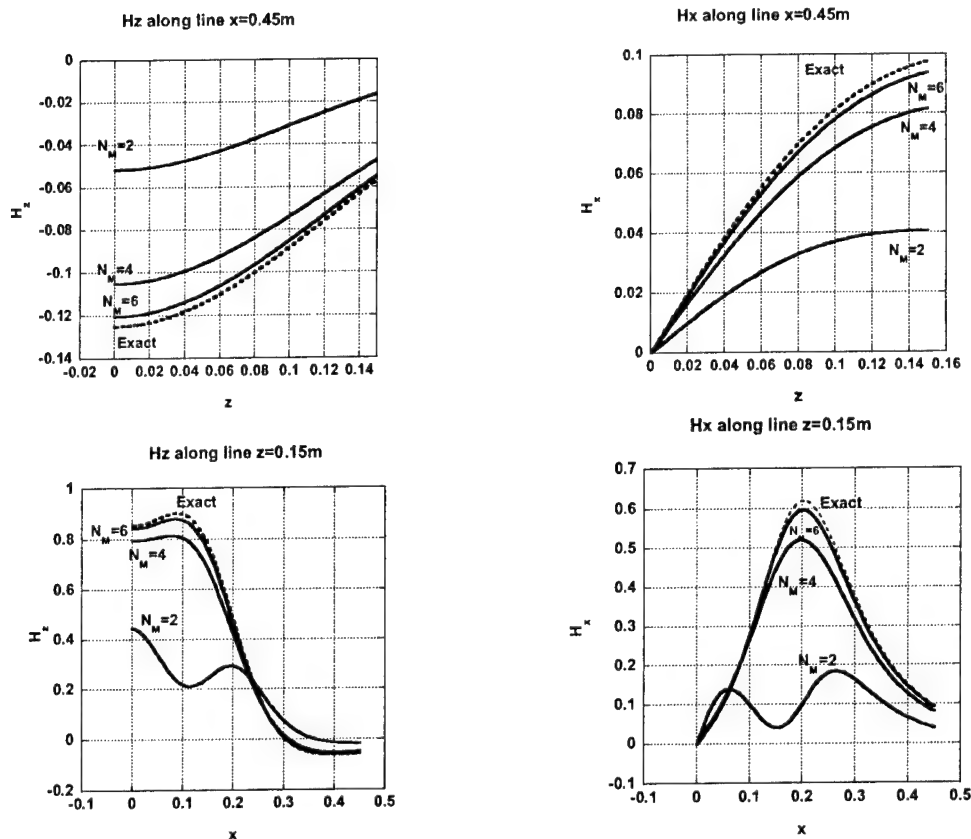 Hz along line x=0.45m
0
-0.02
-0.04
-0.06
-0.08
-0.1
-0.12
-0.14
H_z
N_M=2
N_M=4
N_M=6
Exact
-0.02 0 0.02 0.04 0.06 0.08 0.1 0.12 0.14
z
Hx along line x=0.45m
0.1
0.08
0.06
0.04
0.02
0
H_x
Exact
N_M=6
N_M=4
N_M=2
0 0.02 0.04 0.06 0.08 0.1 0.12 0.14 0.16
z
Hz along line z=0.15m
1
0.8
0.6
0.4
0.2
0
-0.2
H_z
Exact
N_M=6
N_M=4
N_M=2
0 0.1 0.2 0.3 0.4 0.5
x
Hx along line z=0.15m
0.7
0.6
0.5
0.4
0.3
0.2
0.1
0
-0.1
H_x
Exact
N =6
N_M=4
N_M=2
-0.1 0 0.1 0.2 0.3 0.4 0.5
x